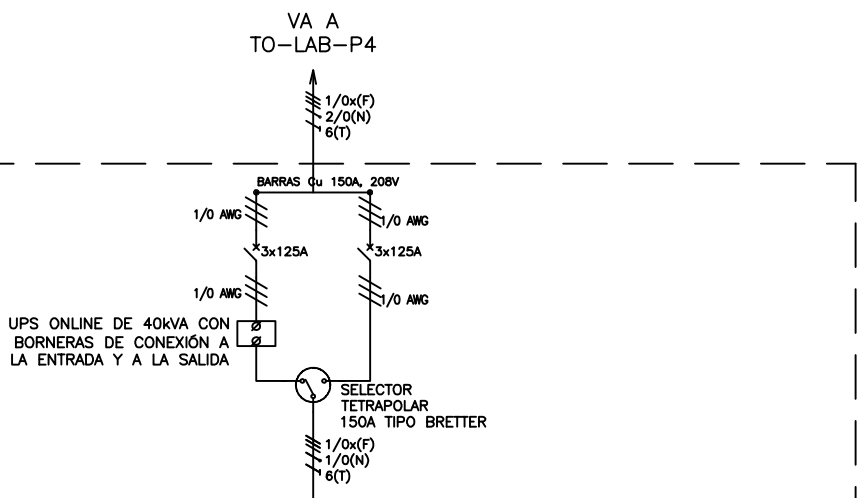 VA A
TO-LAB-P4
1/0x(F)
2/0(N)
6(T)
BARRAS Cu 150A, 208V
1/0 AWG
1/0 AWG
3x125A
3x125A
1/0 AWG
1/0 AWG
UPS ONLINE DE 40kVA CON
BORNERAS DE CONEXIÓN A
LA ENTRADA Y A LA SALIDA
SELECTOR
TETRAPOLAR
150A TIPO BRETTER
1/0x(F)
1/0(N)
6(T)